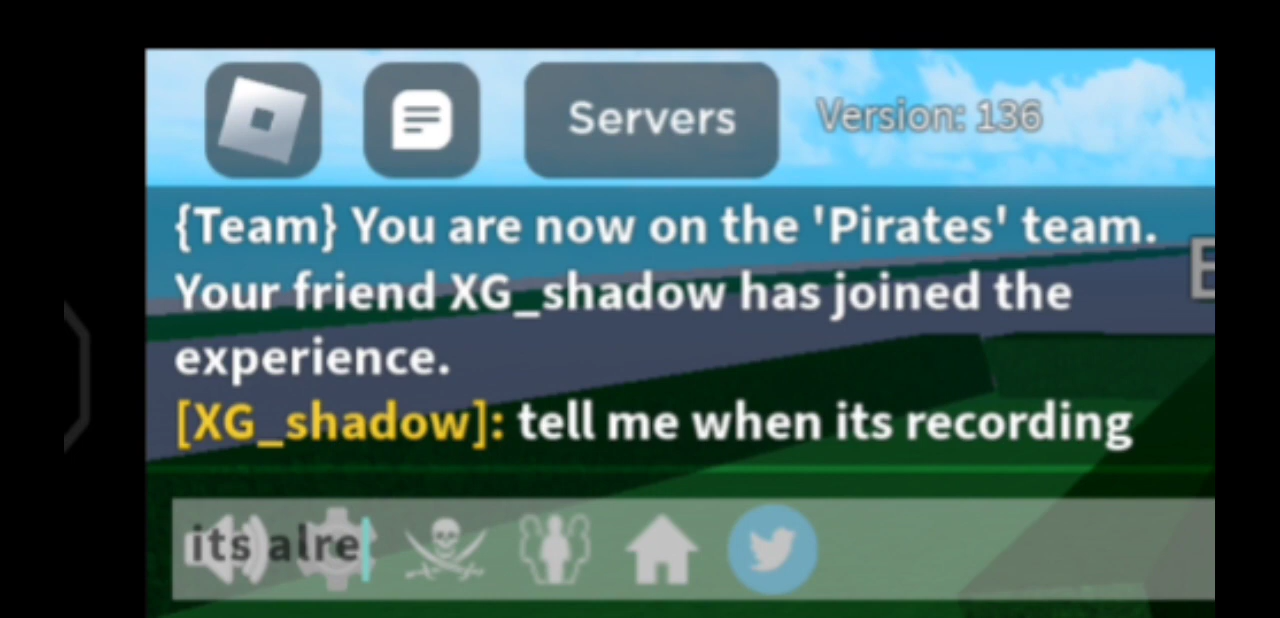 Servers Version: 136
{Team} You are now on the 'Pirates' team.
Your friend XG_shadow has joined the
experience.
[XG_shadow]: tell me when its recording
its alre